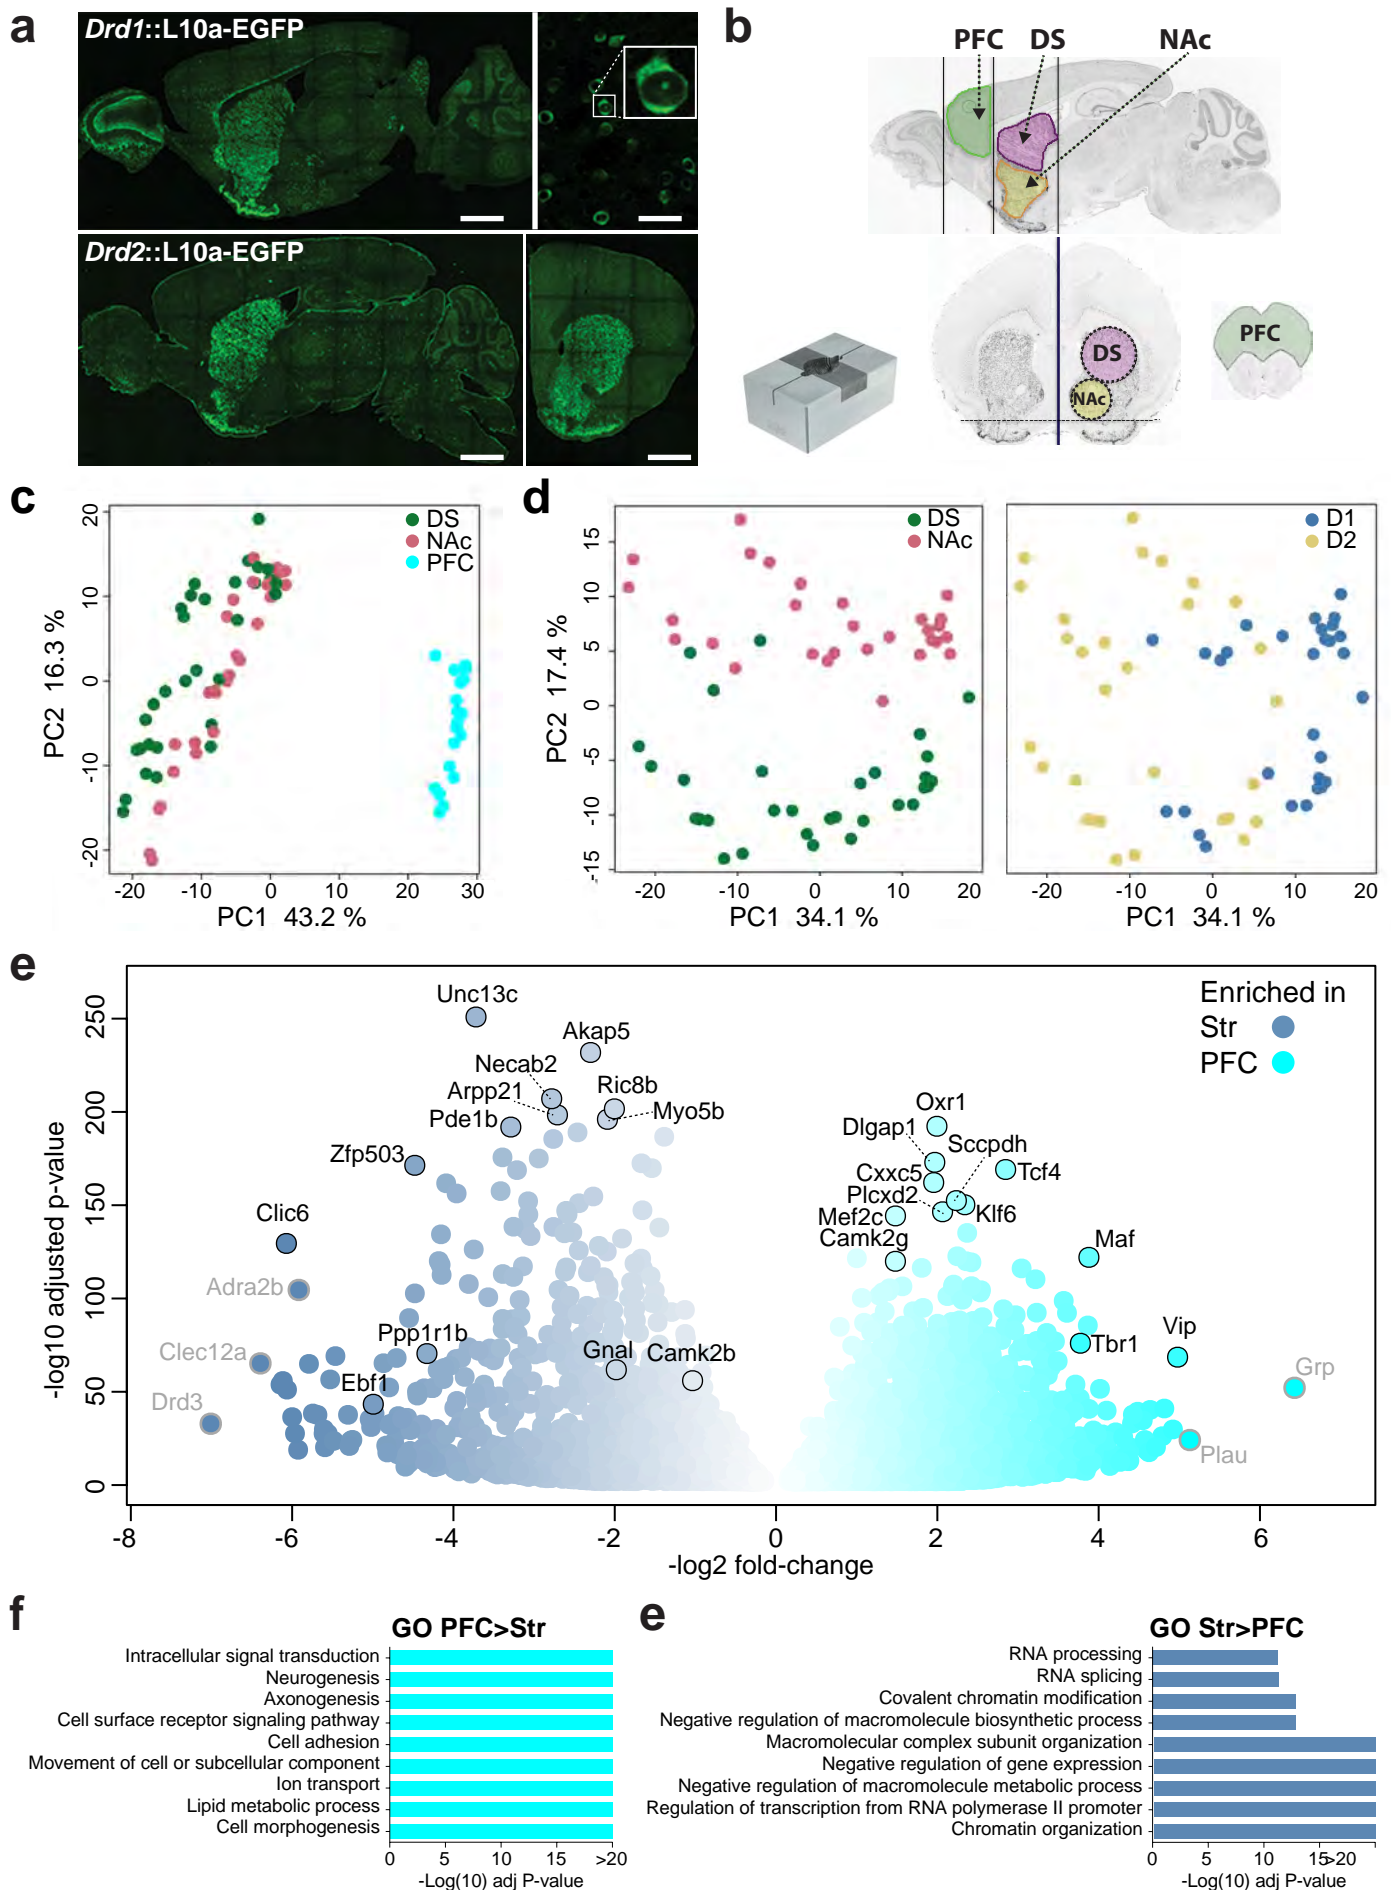 a
Drd1::L10a-EGFP
Drd2::L10a-EGFP
b
PFC DS NAc
DS
NAc
PFC
c
DS
NAc
PFC
20
10
0
-10
-20
PC2 16.3 %
-20 -10 0 10 20 30
PC1 43.2 %
d
DS
NAc
15
10
5
0
-5
-10
-15
PC2 17.4 %
-20 -10 0 10 20
PC1 34.1 %
D1
D2
-20 -10 0 10 20
PC1 34.1 %
e
Enriched in
Str
PFC
Unc13c
Akap5
Necab2
Arpp21
Ric8b
Pde1b
Myo5b
Zfp503
Clic6
Adra2b
Clec12a
Drd3
Ppp1r1b
Ebf1
Gnal
Camk2b
Oxr1
Dlgap1
Sccpdh
Cxxc5
Tcf4
Plcxd2
Mef2c
Klf6
Camk2g
Maf
Tbr1
Vip
Grp
Plau
250
200
150
100
50
0
-log10 adjusted p-value
-8 -6 -4 -2 0 2 4 6
-log2 fold-change
f
GO PFC>Str
Intracellular signal transduction
Neurogenesis
Axonogenesis
Cell surface receptor signaling pathway
Cell adhesion
Movement of cell or subcellular component
Ion transport
Lipid metabolic process
Cell morphogenesis
0 5 10 15 >20
-Log(10) adj P-value
e
GO Str>PFC
RNA processing
RNA splicing
Covalent chromatin modification
Negative regulation of macromolecule biosynthetic process
Macromolecular complex subunit organization
Negative regulation of gene expression
Negative regulation of macromolecule metabolic process
Regulation of transcription from RNA polymerase II promoter
Chromatin organization
0 5 10 15 >20
-Log(10) adj P-value